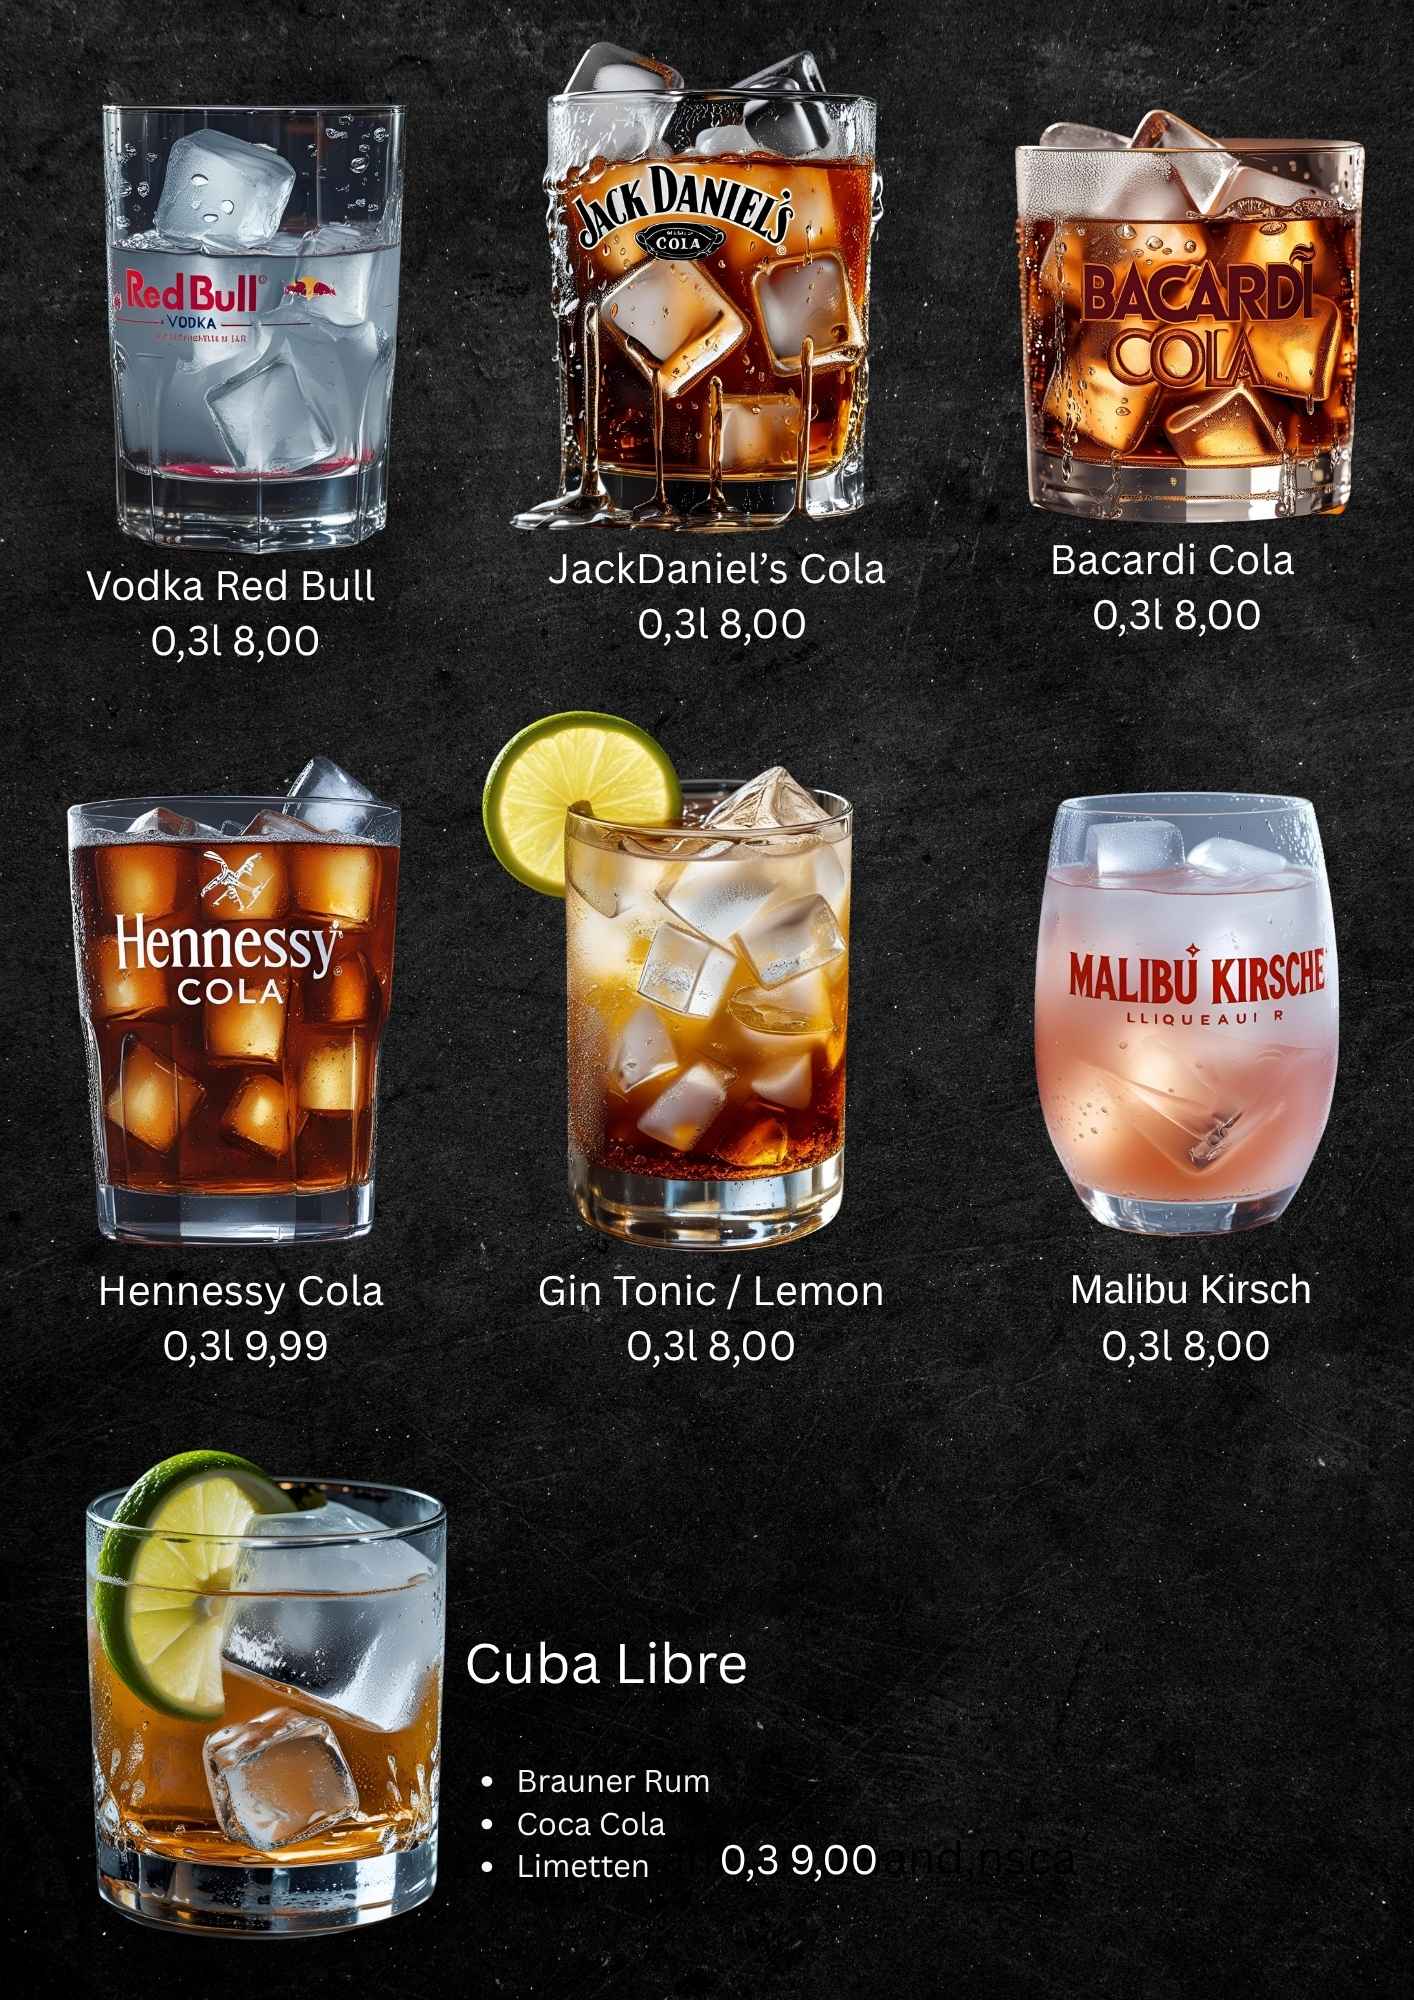 Red Bull
VODKA
JACK DANIEL'S
COLA
BACARDĨ
COLA
Vodka Red Bull
0,3l 8,00
JackDaniel’s Cola
0,3l 8,00
Bacardi Cola
0,3l 8,00
Hennessy
COLA
MALIBU KIRSCHE
LLIQUEAUI R
Hennessy Cola
0,3l 9,99
Gin Tonic / Lemon
0,3l 8,00
Malibu Kirsch
0,3l 8,00
Cuba Libre
Brauner Rum
Coca Cola
Limetten
0,3 9,00